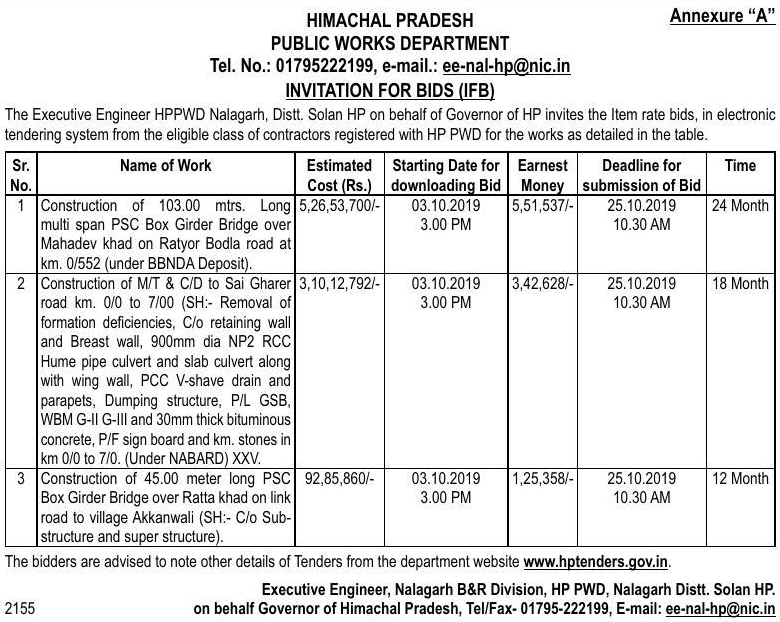 Annexure “A”
HIMACHAL PRADESH
PUBLIC WORKS DEPARTMENT
Tel. No.: 01795222199, e-mail.: ee-nal-hp@nic.in
INVITATION FOR BIDS (IFB)
The Executive Engineer HPPWD Nalagarh, Distt. Solan HP on behalf of Governor of HP invites the Item rate bids, in electronic
tendering system from the eligible class of contractors registered with HP PWD for the works as detailed in the table.
Sr. Name of Work Estimated Starting Date for Earnest Deadline for Time
No. Cost (Rs.) downloading Bid Money submission of Bid
1 Construction of 103.00 mtrs. Long 5,26,53,700/- 03.10.2019 5,51,537/- 25.10.2019 24 Month
multi span PSC Box Girder Bridge over 3.00 PM 10.30 AM
Mahadev khad on Ratyor Bodla road at
km. 0/552 (under BBNDA Deposit).
2 Construction of M/T & C/D to Sai Gharer 3,10,12,792/- 03.10.2019 3,42,628/- 25.10.2019 18 Month
road km. 0/0 to 7/00 (SH:- Removal of 3.00 PM 10.30 AM
formation deficiencies, C/o retaining wall
and Breast wall, 900mm dia NP2 RCC
Hume pipe culvert and slab culvert along
with wing wall, PCC V-shave drain and
parapets, Dumping structure, P/L GSB,
WBM G-II G-III and 30mm thick bituminous
concrete, P/F sign board and km. stones in
km 0/0 to 7/0. (Under NABARD) XXV.
3 Construction of 45.00 meter long PSC 92,85,860/- 03.10.2019 1,25,358/- 25.10.2019 12 Month
Box Girder Bridge over Ratta khad on link 3.00 PM 10.30 AM
road to village Akkanwali (SH:- C/o Sub-
structure and super structure).
The bidders are advised to note other details of Tenders from the department website www.hptenders.gov.in.
Executive Engineer, Nalagarh B&R Division, HP PWD, Nalagarh Distt. Solan HP.
2155 on behalf Governor of Himachal Pradesh, Tel/Fax- 01795-222199, E-mail: ee-nal-hp@nic.in